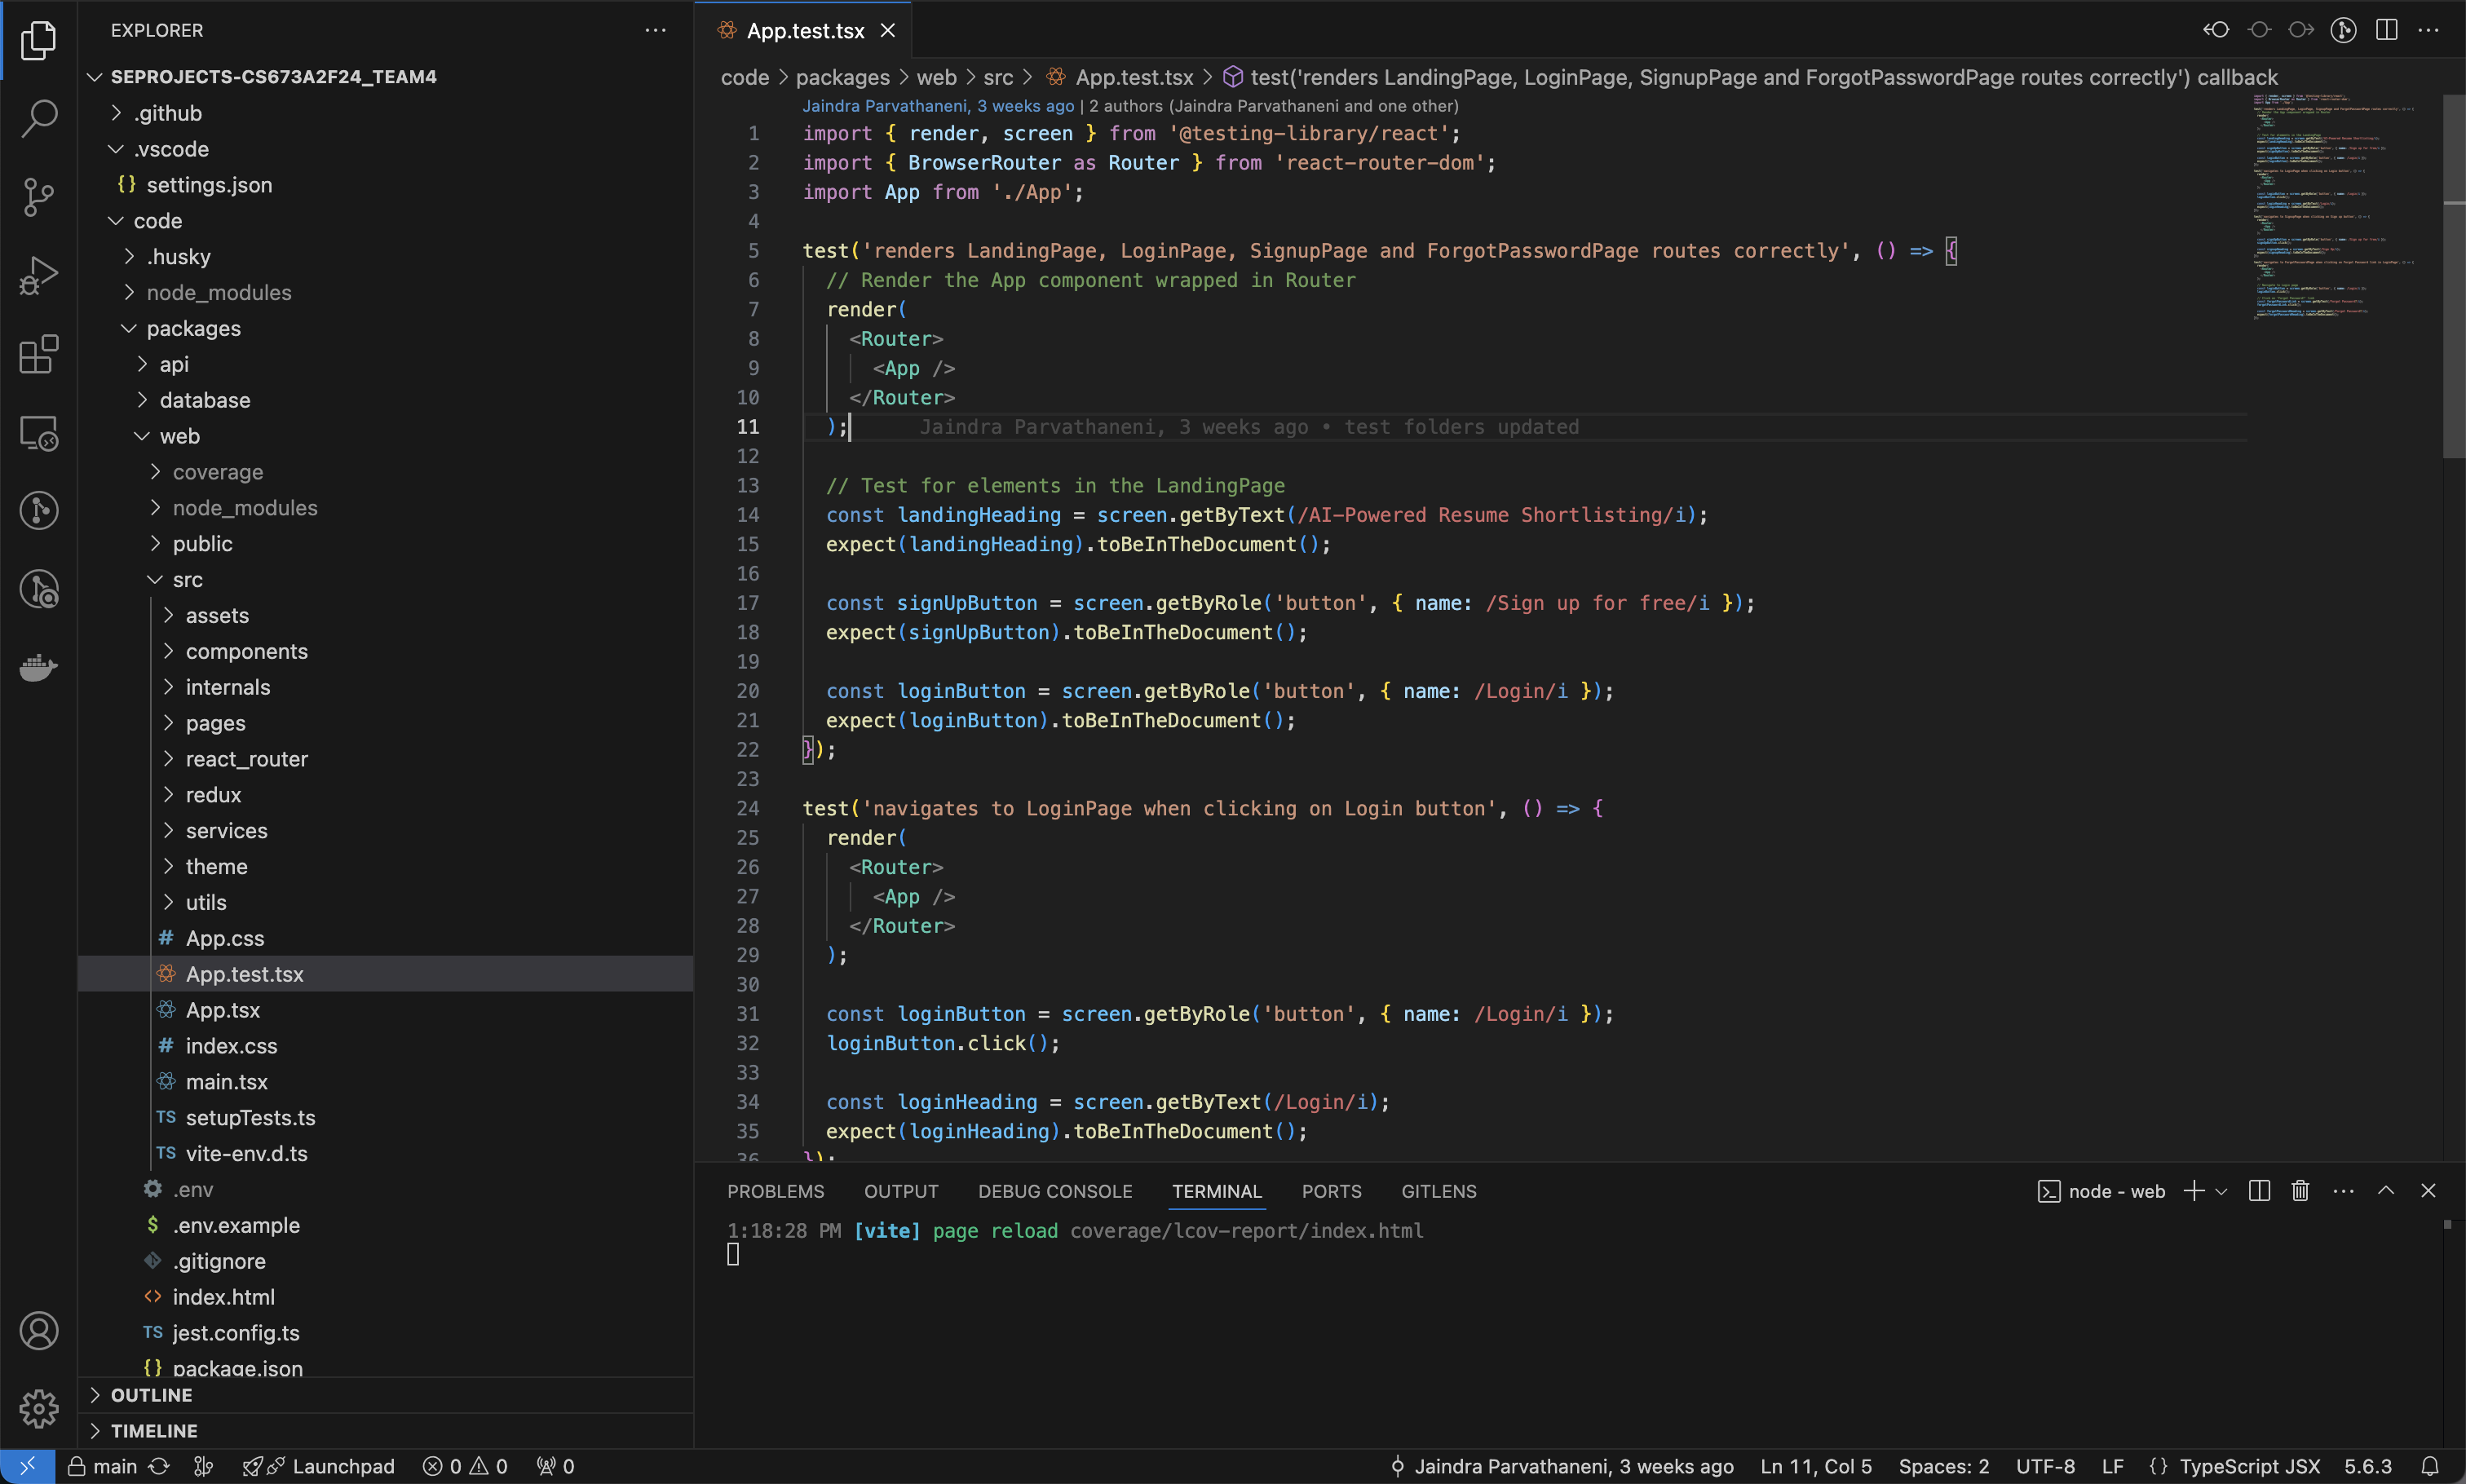 EXPLORER
SEPROJECTS-CS673A2F24_TEAM4
.github
.vscode
{} settings.json
code
.husky
node_modules
packages
api
database
web
coverage
node_modules
public
src
assets
components
internals
pages
react_router
redux
services
theme
utils
# App.css
App.test.tsx
App.tsx
# index.css
main.tsx
TS setupTests.ts
TS vite-env.d.ts
.env
$ .env.example
.gitignore
<> index.html
TS jest.config.ts
{} package.json
OUTLINE
TIMELINE
App.test.tsx
code > packages > web > src > App.test.tsx > test('renders LandingPage, LoginPage, SignupPage and ForgotPasswordPage routes correctly') callback
Jaindra Parvathaneni, 3 weeks ago | 2 authors (Jaindra Parvathaneni and one other)
1 import { render, screen } from '@testing-library/react';
2 import { BrowserRouter as Router } from 'react-router-dom';
3 import App from './App';
4
5 test('renders LandingPage, LoginPage, SignupPage and ForgotPasswordPage routes correctly', () => {
6 // Render the App component wrapped in Router
7 render(
8 <Router>
9 <App />
10 </Router>
11 ); Jaindra Parvathaneni, 3 weeks ago • test folders updated
12
13 // Test for elements in the LandingPage
14 const landingHeading = screen.getByText(/AI-Powered Resume Shortlisting/i);
15 expect(landingHeading).toBeInTheDocument();
16
17 const signUpButton = screen.getByRole('button', { name: /Sign up for free/i });
18 expect(signUpButton).toBeInTheDocument();
19
20 const loginButton = screen.getByRole('button', { name: /Login/i });
21 expect(loginButton).toBeInTheDocument();
22 });
23
24 test('navigates to LoginPage when clicking on Login button', () => {
25 render(
26 <Router>
27 <App />
28 </Router>
29 );
30
31 const loginButton = screen.getByRole('button', { name: /Login/i });
32 loginButton.click();
33
34 const loginHeading = screen.getByText(/Login/i);
35 expect(loginHeading).toBeInTheDocument();
36 });
PROBLEMS OUTPUT DEBUG CONSOLE TERMINAL PORTS GITLENS
node - web
1:18:28 PM [vite] page reload coverage/lcov-report/index.html
main Launchpad 0 0 0
Jaindra Parvathaneni, 3 weeks ago Ln 11, Col 5 Spaces: 2 UTF-8 LF {} TypeScript JSX 5.6.3